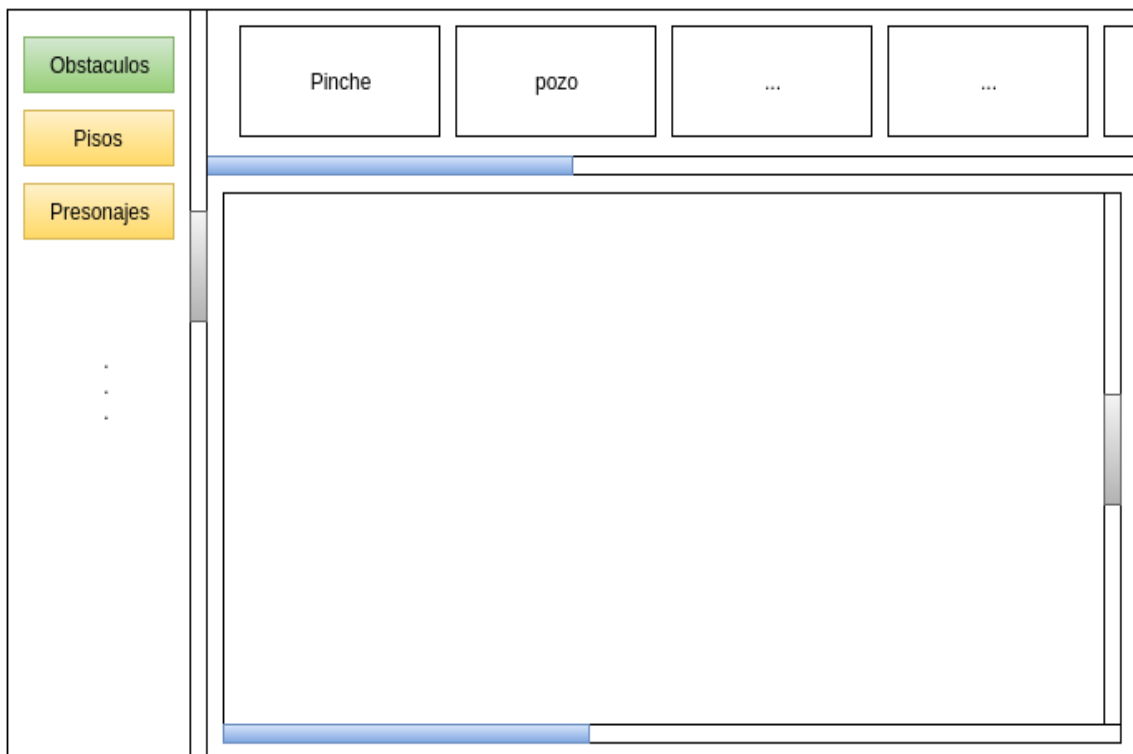 Obstaculos
Pisos
Presonajes
.
.
.
Pinche
pozo
...
...